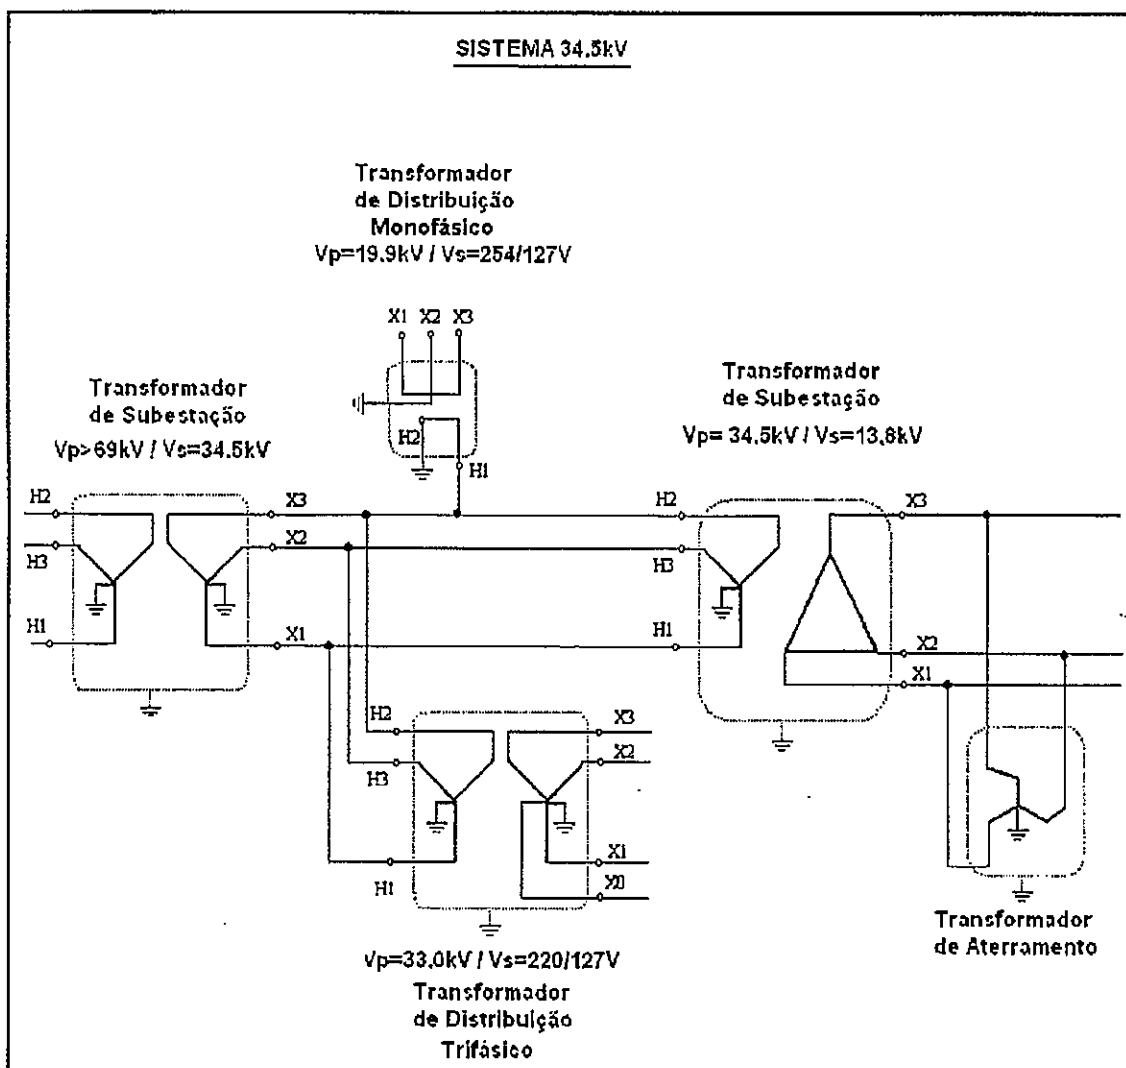 SISTEMA 34.5kV
Transformador
de Distribuição
Monofásico
Vp=19.9kV / Vs=254/127V
X1 X2 X3
H2
H1
Transformador
de Subestação
Vp>69kV / Vs=34.5kV
H2
H3
H1
X3
X2
X1
Transformador
de Subestação
Vp= 34,5kV / Vs=13,8kV
H2
H3
H1
X3
X2
X1
H2
H3
H1
X3
X2
X1
X0
Vp=33,0kV / Vs=220/127V
Transformador
de Distribuição
Trifásico
Transformador
de Aterramento